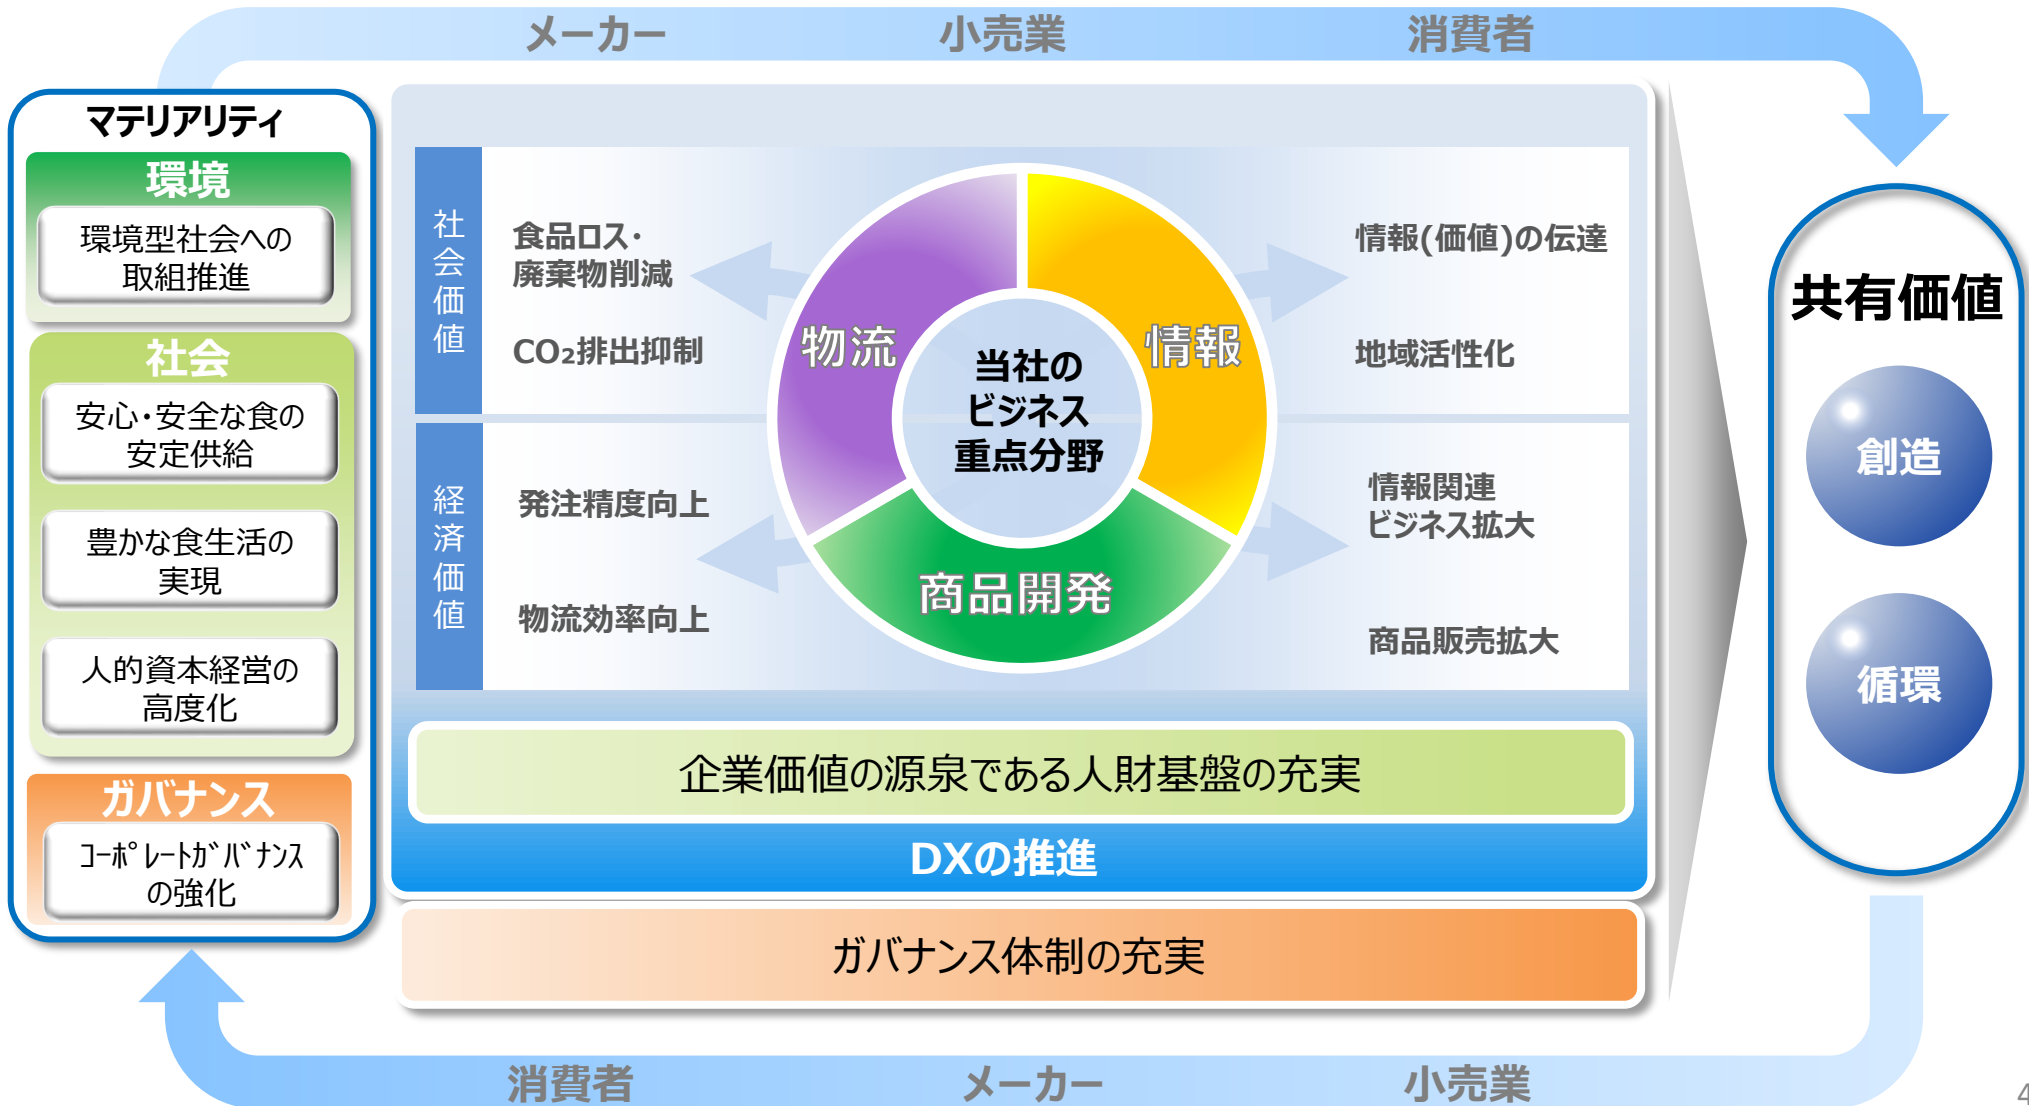 メーカー 小売業 消費者
マテリアリティ
環境
環境型社会への
取組推進
社会
安心・安全な食の
安定供給
豊かな食生活の
実現
人的資本経営の
高度化
ガバナンス
ｺｰﾎﾟﾚｰﾄｶﾞﾊﾞﾅﾝｽ
の強化
社会価値
食品ロス・
廃棄物削減
CO₂排出抑制
情報(価値)の伝達
地域活性化
物流
情報
商品開発
当社の
ビジネス
重点分野
経済価値
発注精度向上
物流効率向上
情報関連
ビジネス拡大
商品販売拡大
企業価値の源泉である人財基盤の充実
DXの推進
ガバナンス体制の充実
共有価値
創造
循環
消費者 メーカー 小売業
4